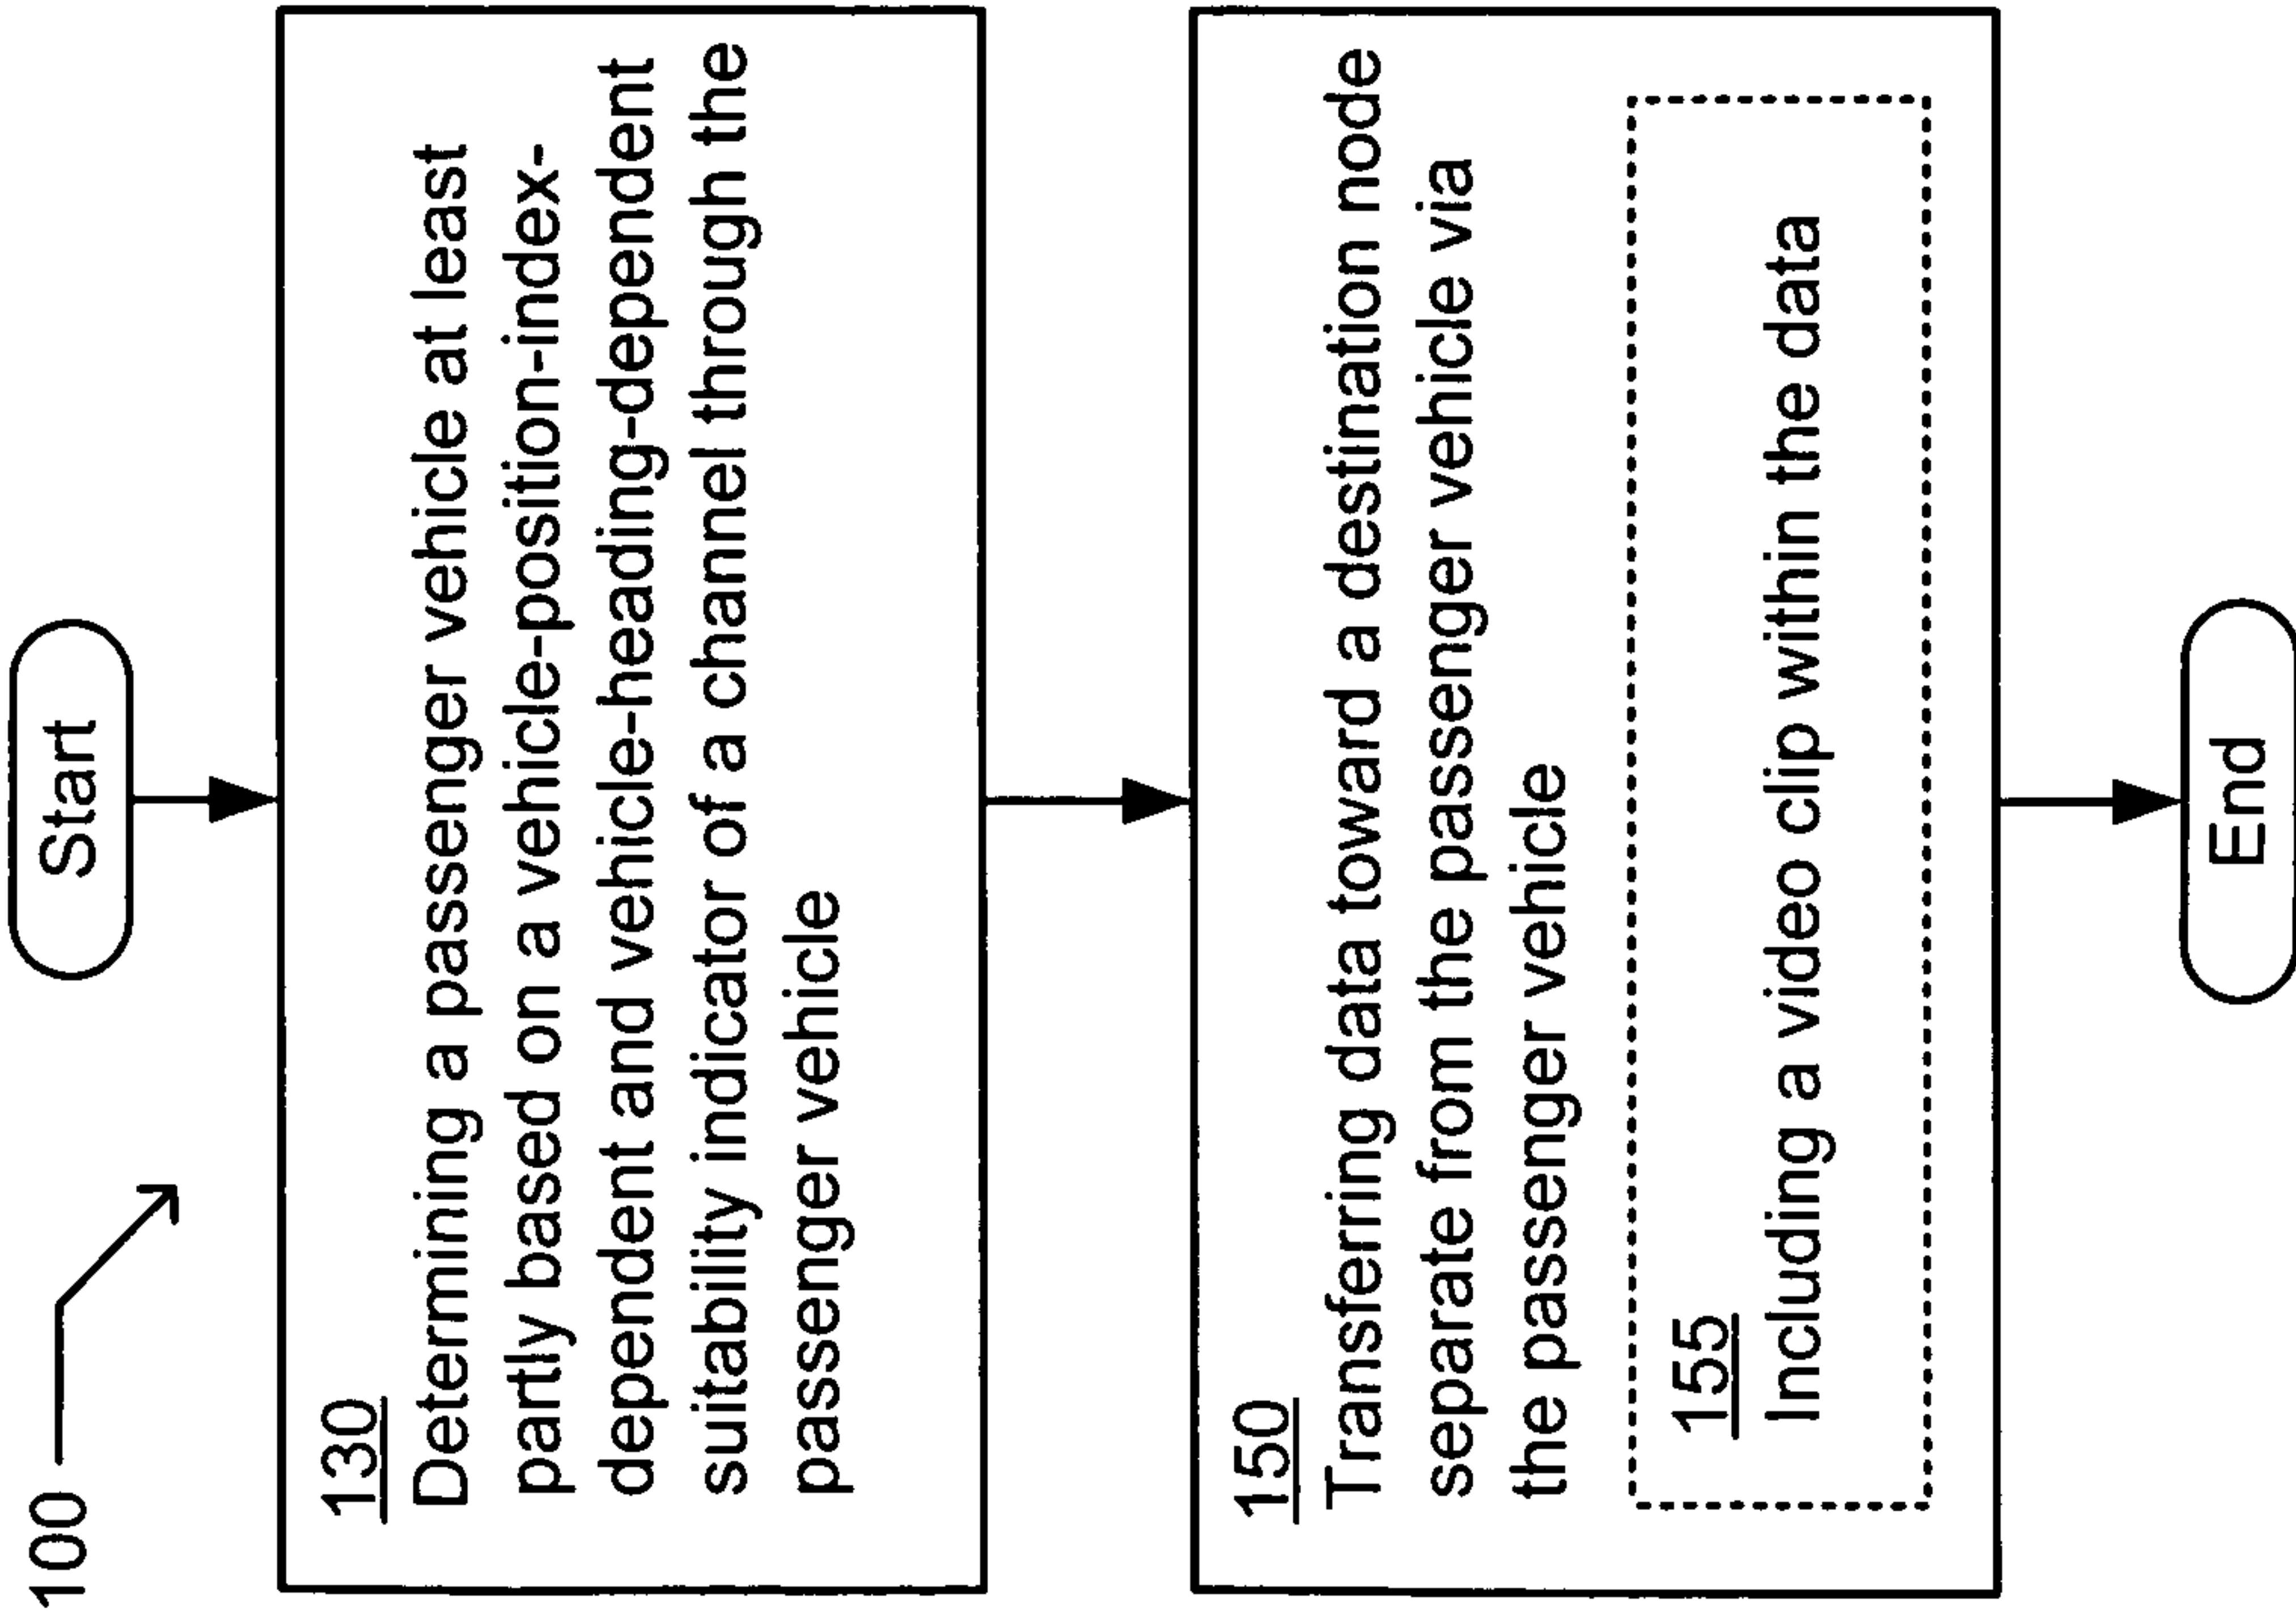 100
Start
130
Determining a passenger vehicle at least
partly based on a vehicle-position-index-
dependent and vehicle-heading-dependent
suitability indicator of a channel through the
passenger vehicle
150
Transferring data toward a destination node
separate from the passenger vehicle via
the passenger vehicle
155
Including a video clip within the data
End